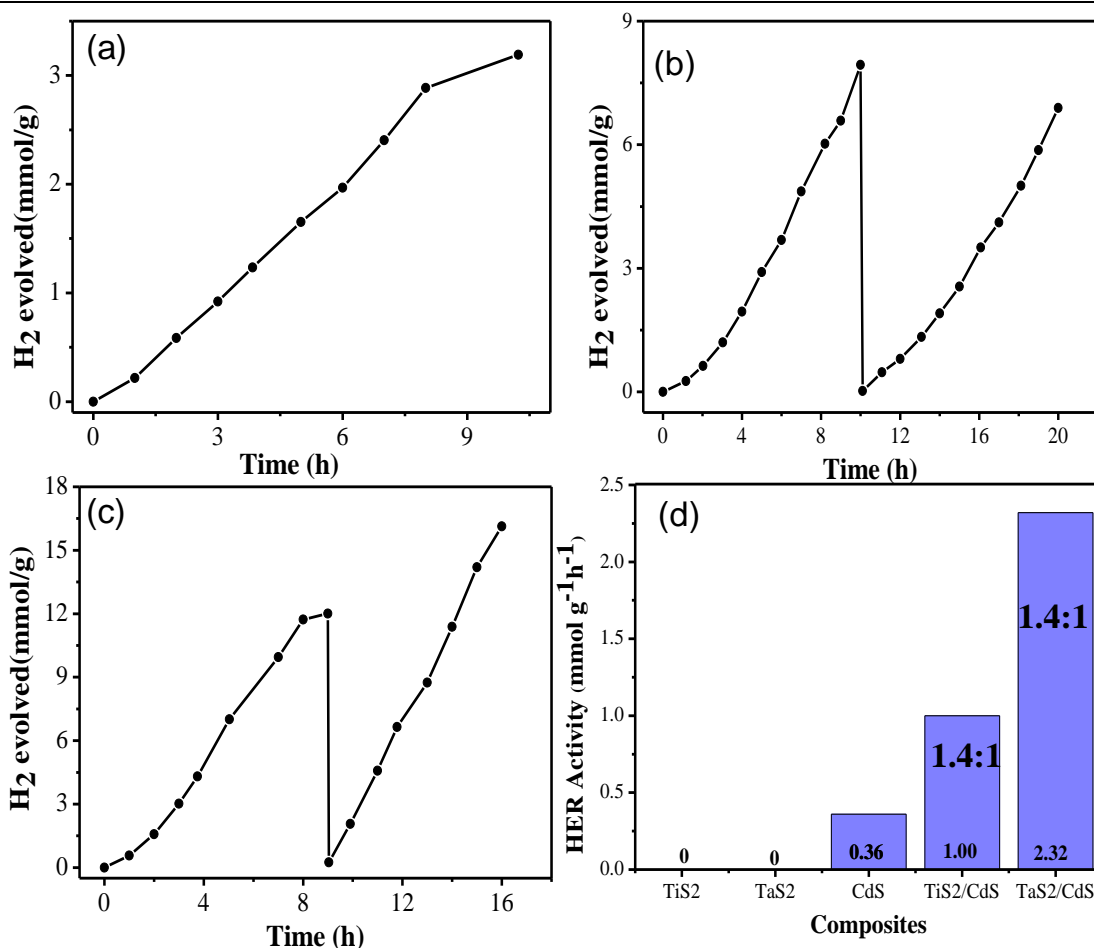 (a)
H2 evolved(mmol/g)
3
2
1
0
0 3 6 9
Time (h)
(b)
H2 evolved(mmol/g)
9
6
3
0
0 4 8 12 16 20
Time (h)
(c)
H2 evolved(mmol/g)
18
15
12
9
6
3
0
0 4 8 12 16
Time (h)
(d)
HER Activity (mmol g-1h-1)
2.5
2.0
1.5
1.0
0.5
0.0
1.4:1
1.4:1
0 0 0.36 1.00 2.32
TiS2 TaS2 CdS TiS2/CdS TaS2/CdS
Composites